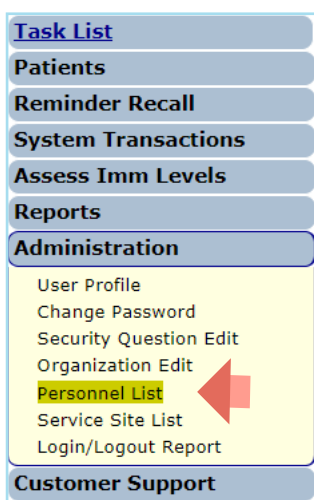 Task List
Patients
Reminder Recall
System Transactions
Assess Imm Levels
Reports
Administration
User Profile
Change Password
Security Question Edit
Organization Edit
Personnel List
Service Site List
Login/Logout Report
Customer Support